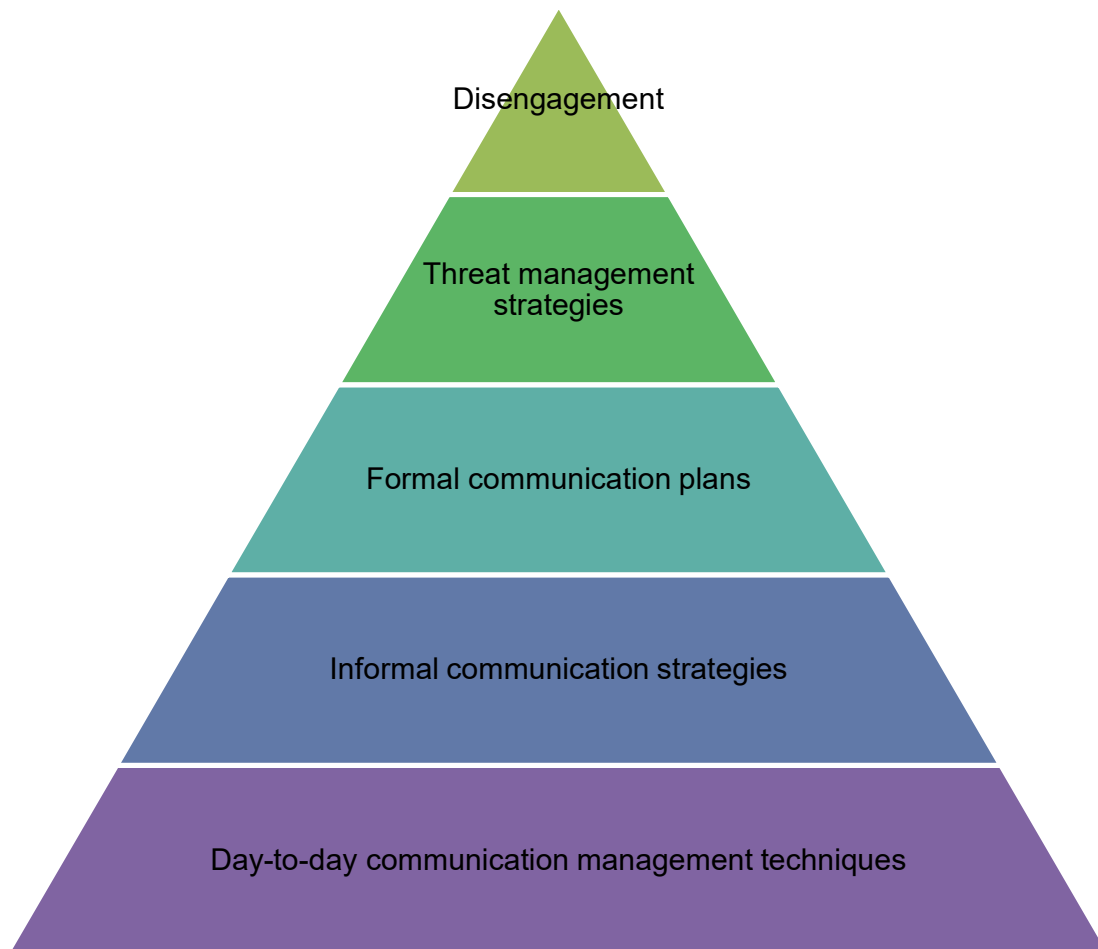 Disengagement
Threat management
strategies
Formal communication plans
Informal communication strategies
Day-to-day communication management techniques